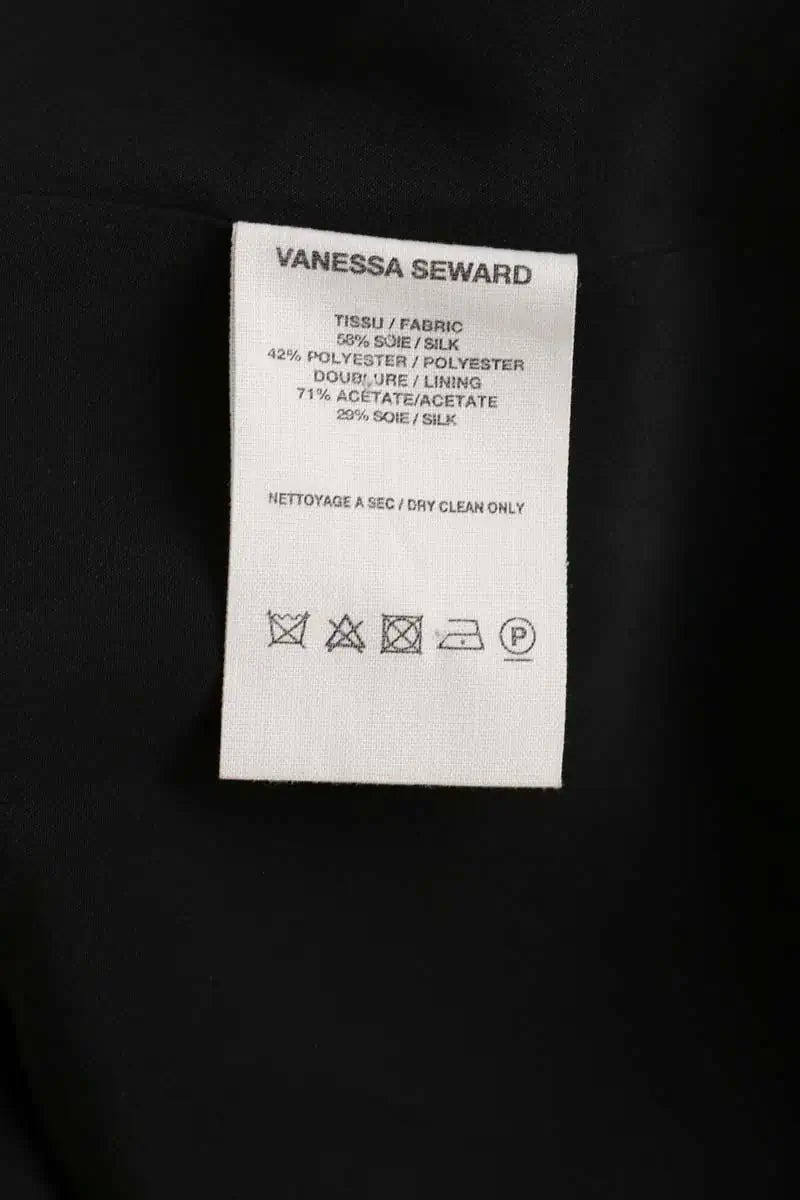 VANESSA SEWARD
TISSU / FABRIC
58% SOIE / SILK
42% POLYESTER / POLYESTER
DOUBLURE / LINING
71% ACÉTATE/ACETATE
29% SOIE / SILK
NETTOYAGE A SEC / DRY CLEAN ONLY
P